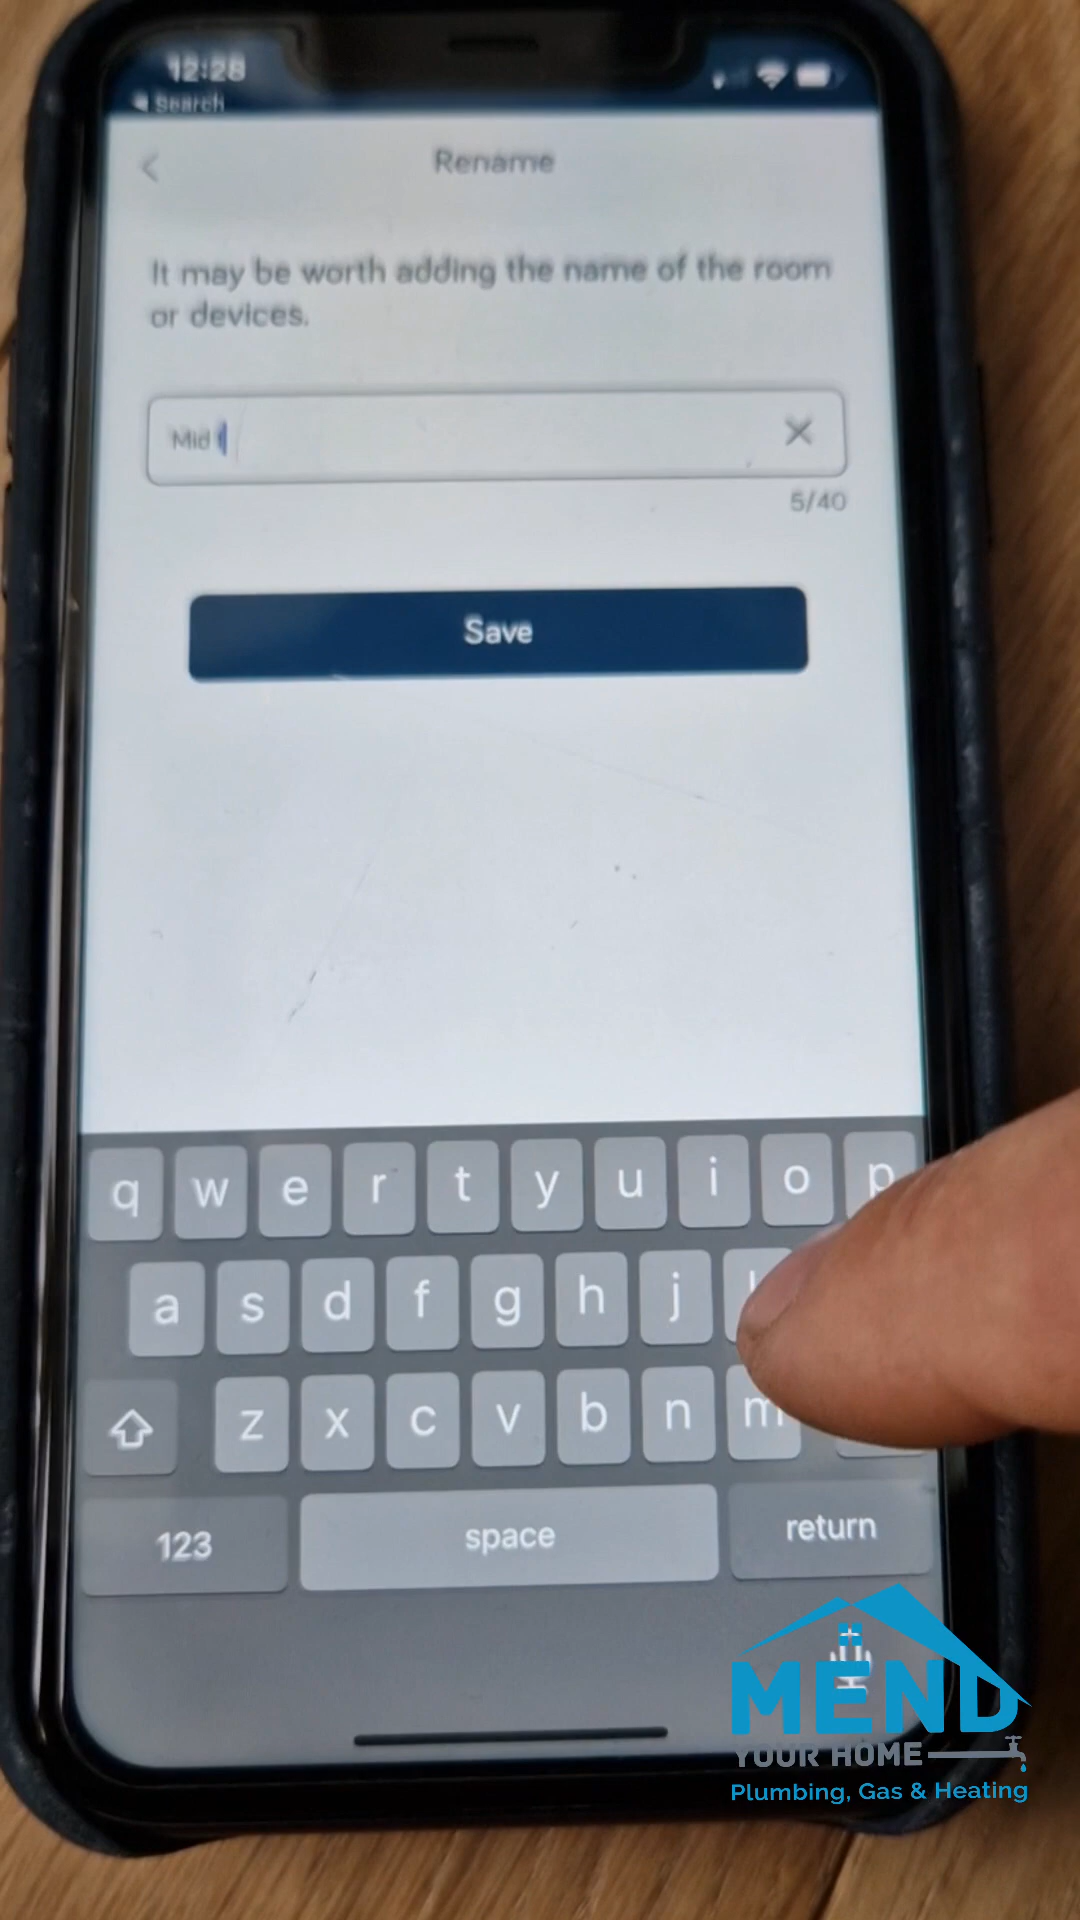 12:28
Search
Rename
It may be worth adding the name of the room
or devices.
Mid
5/40
Save
q w e r t y u i o p
a s d f g h j
z x c v b n m
123 space return
MEND
YOUR HOME
Plumbing, Gas & Heating